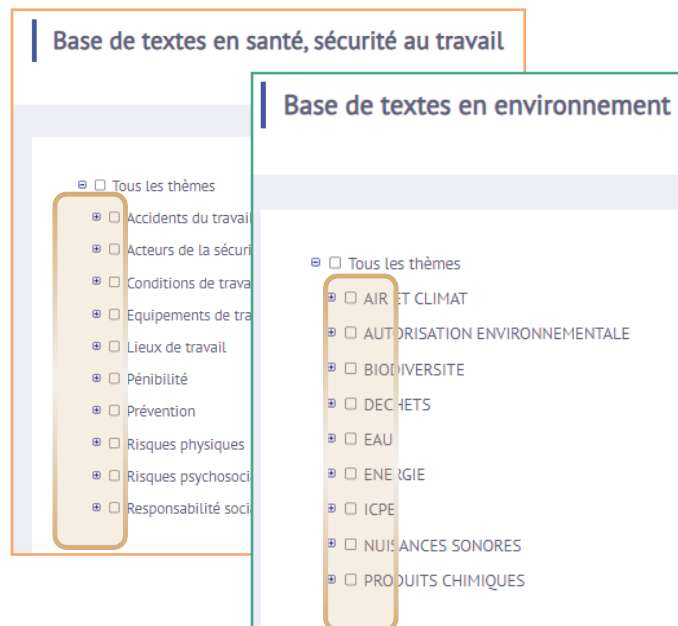 Base de textes en santé, sécurité au travail
Tous les thèmes
Accidents du travail
Acteurs de la
Conditions de
Equipements de
Lieux de travail
Pénibilité
Prévention
Risques physiques
Risques
Responsabilité
Base de textes en environnement
Tous les thèmes
AIR ET CLIMAT
AUTORISATION ENVIRONNEMENTALE
BIODIVERSITE
DECHETS
EAU
ENERGIE
ICPE
NUISANCES SONORES
PRODUITS CHIMIQUES